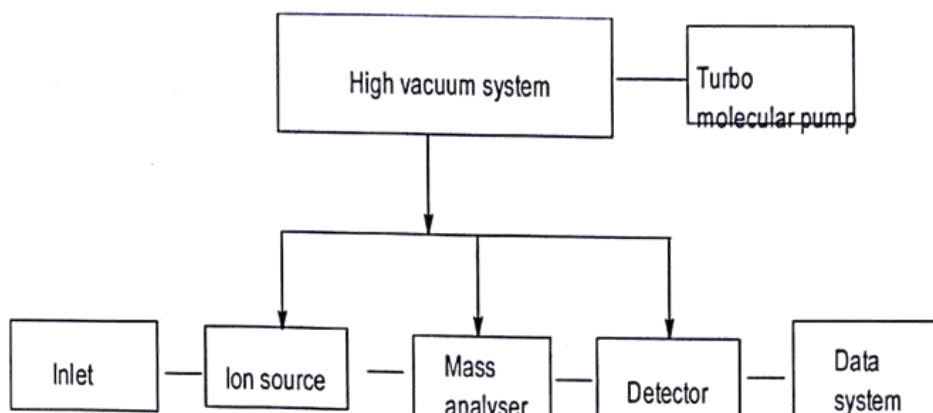 High vacuum system
Turbo
molecular pump
Inlet
Ion source
Mass
analyser
Detector
Data
system